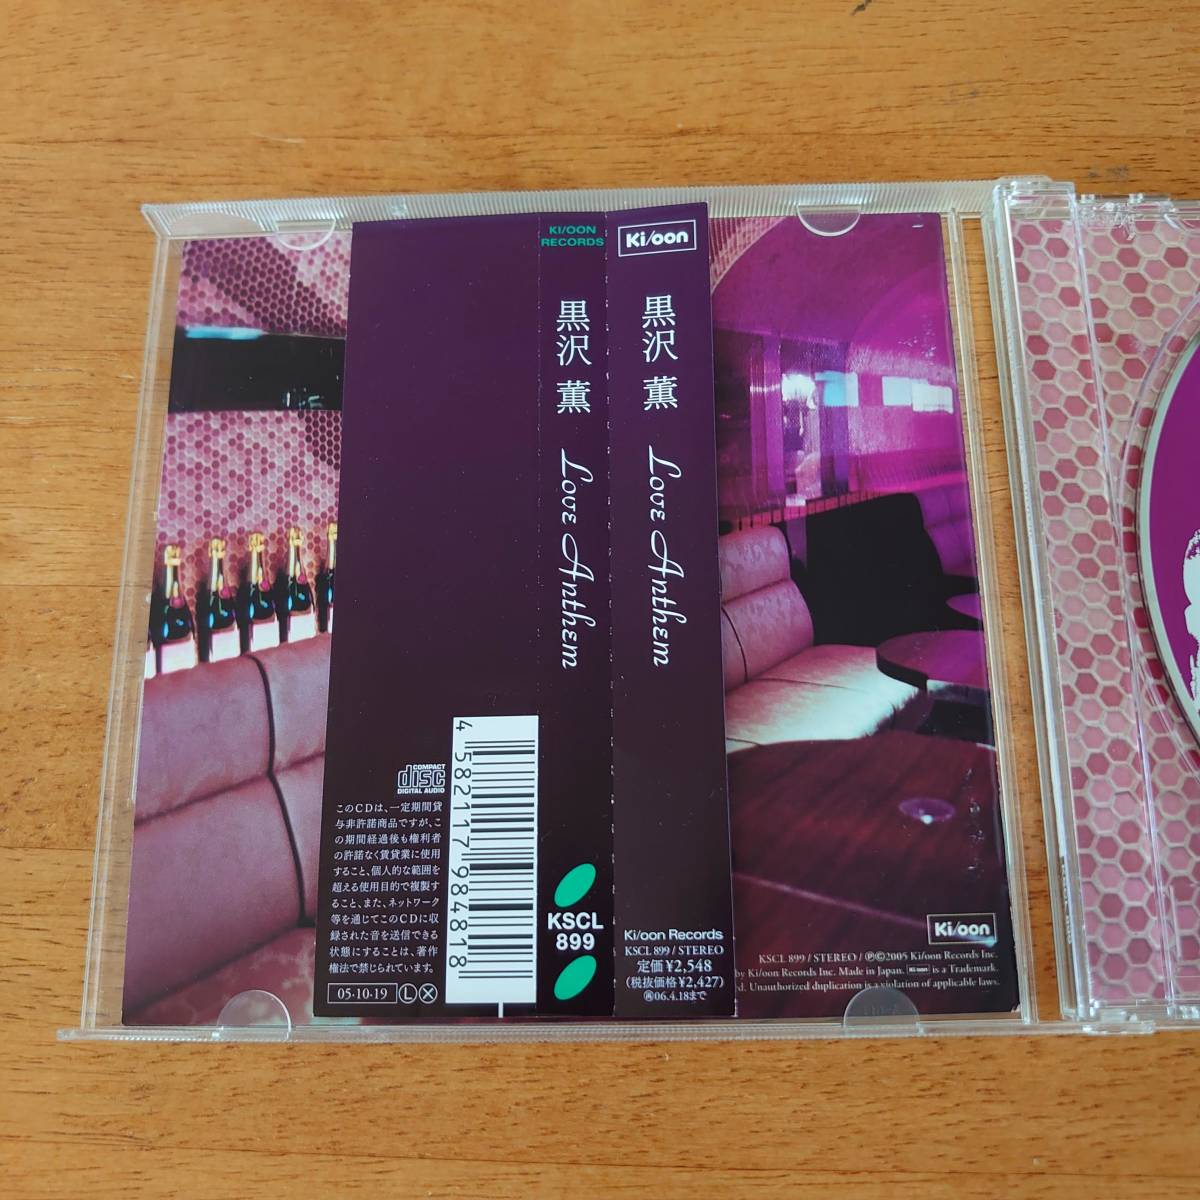 COMPACT
disc
DIGITAL AUDIO
このCDは、一定期間貸
与非許諾商品ですが、こ
の期間経過後も権利者
の許諾なく賃貸業に使用
すること、個人的な範囲を
超える使用目的で複製す
ること、また、ネットワーク
等を通じてこのCDに収
録された音を送信できる
状態にすることは、著作
権法で禁じられています。
05·10·19 Ⓛ Ⓧ
4 582117 984818
KI/OON
RECORDS
黒沢 薫 Love Anthem
KSCL
899
Ki/oon
黒沢 薫 Love Anthem
Ki/oon Records
KSCL 899 / STEREO
定価¥2,548
(税抜価格¥2,427)
㊞06.4.18まで
Ki/oon
KSCL 899 / STEREO / ℗©2005 Ki/oon Records Inc.
by Ki/oon Records Inc. Made in Japan. Ki/oon is a Trademark.
d. Unauthorized duplication is a violation of applicable laws.